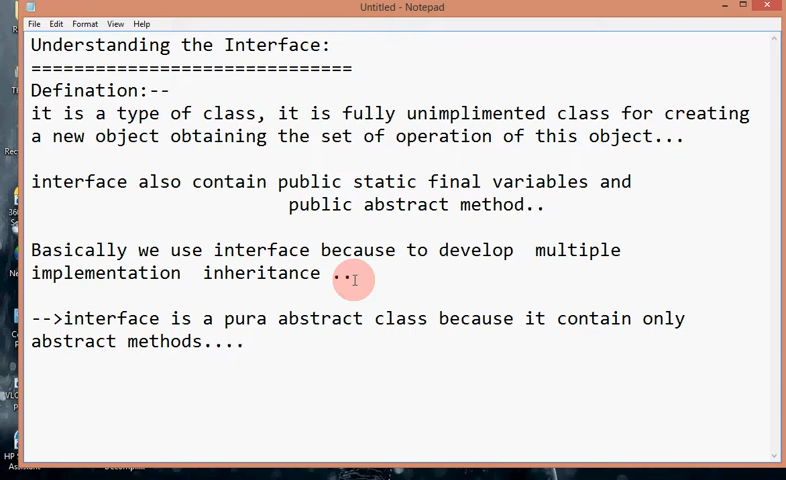 Untitled - Notepad
File Edit Format View Help
Understanding the Interface:
==============================
Defination:--
it is a type of class, it is fully unimplimented class for creating
a new object obtaining the set of operation of this object...
interface also contain public static final variables and
public abstract method..
Basically we use interface because to develop multiple
implementation inheritance ..
-->interface is a pura abstract class because it contain only
abstract methods....